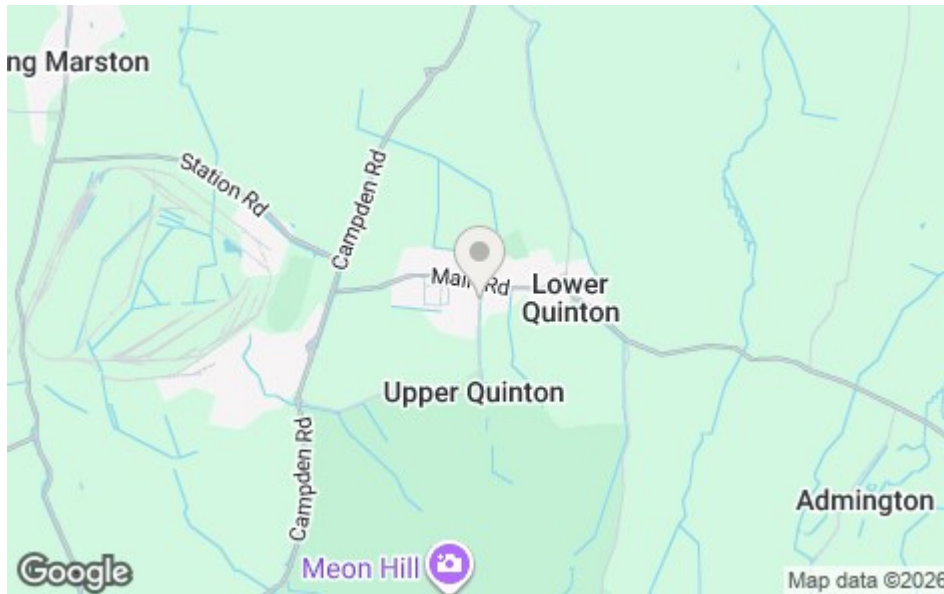 ng Marston
Station Rd
Campden Rd
Main Rd
Lower
Quinton
Upper Quinton
Campden Rd
Admington
Meon Hill
Google
Map data ©2026